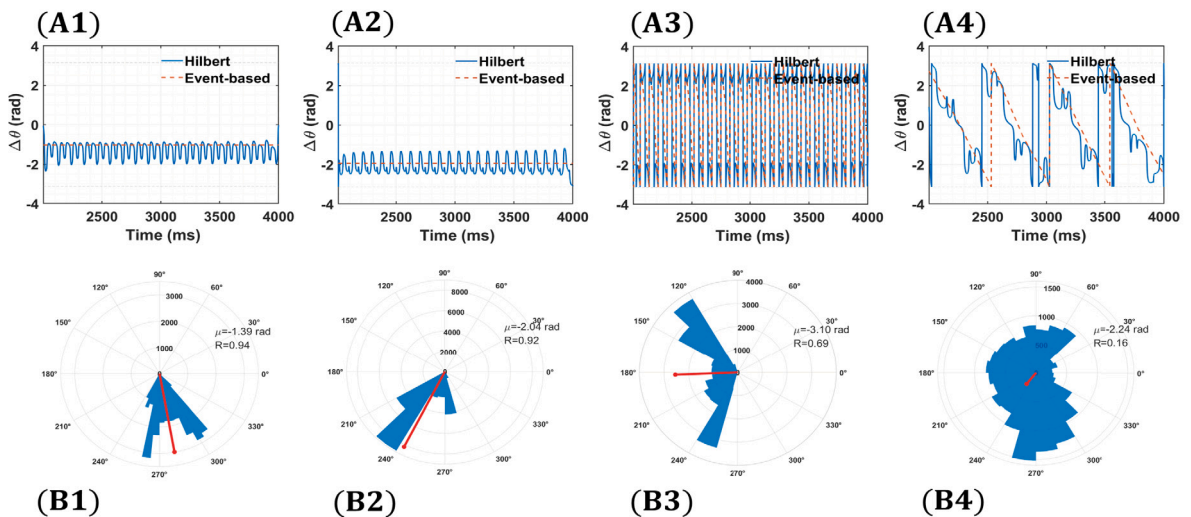 (A1)
(A2)
(A3)
(A4)
4
2
0
-2
-4
Δθ (rad)
Hilbert
Event-based
2500 3000 3500 4000
Time (ms)
4
2
0
-2
-4
Δθ (rad)
Hilbert
Event-based
2500 3000 3500 4000
Time (ms)
4
2
0
-2
-4
Δθ (rad)
Hilbert
Event-based
2500 3000 3500 4000
Time (ms)
4
2
0
-2
-4
Δθ (rad)
Hilbert
Event-based
2500 3000 3500 4000
Time (ms)
90°
120° 60°
3000
150° 2000 30°
μ=-1.39 rad
R=0.94
1000
180° 0 0°
210° 330°
240° 300°
270°
90°
120° 60°
8000
6000
150° 4000 30°
μ=-2.04 rad
R=0.92
2000
180° 0 0°
210° 330°
240° 300°
270°
90°
4000
120° 60°
3000
150° 2000 30°
μ=-3.10 rad
R=0.69
1000
180° 0 0°
210° 330°
240° 300°
270°
90°
1500
120° 60°
1000
150° 30°
μ=-2.24 rad
R=0.16
500
180° 0 0°
210° 330°
240° 300°
270°
(B1)
(B2)
(B3)
(B4)